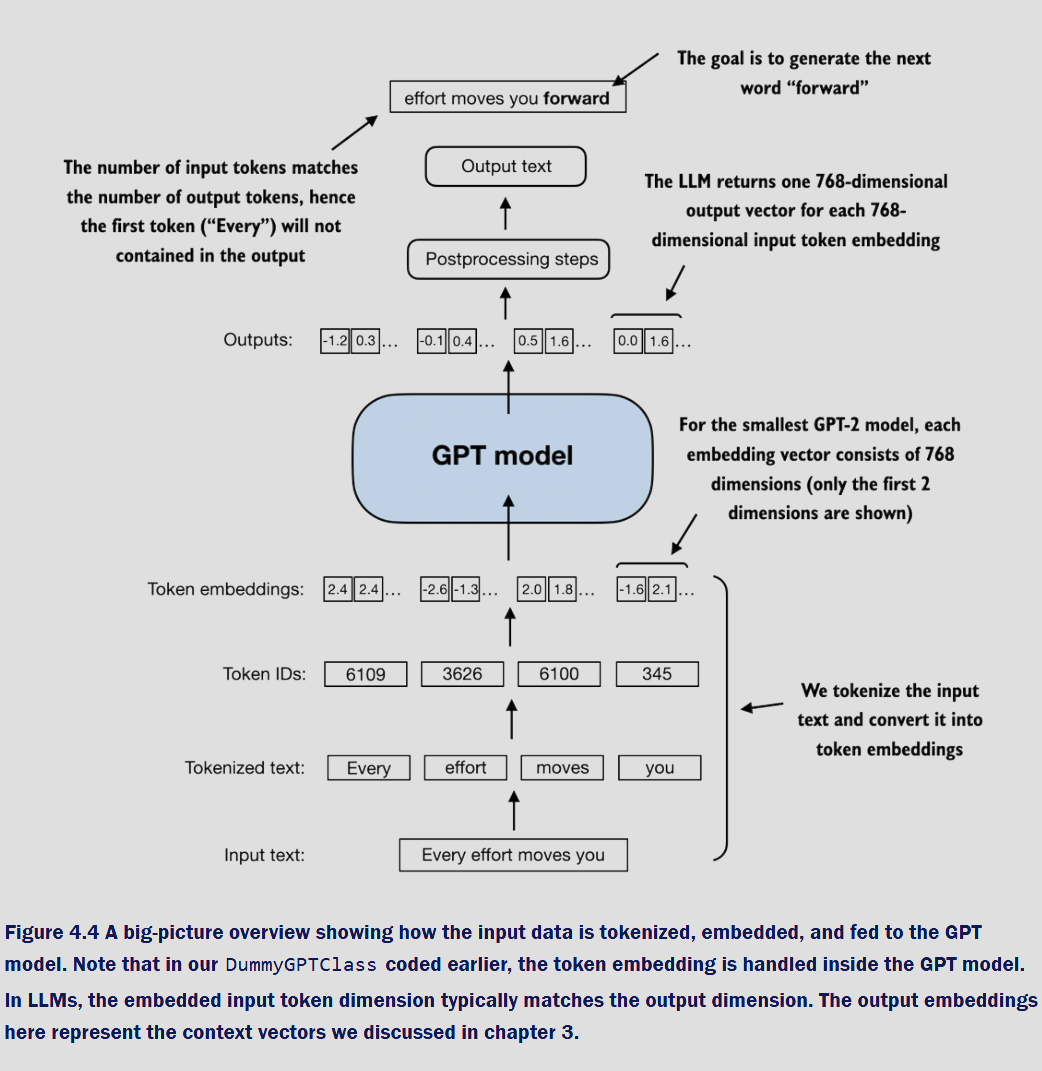 The goal is to generate the next
word “forward”
effort moves you forward
The number of input tokens matches
the number of output tokens, hence
the first token (“Every”) will not
contained in the output
Output text
The LLM returns one 768-dimensional
output vector for each 768-
dimensional input token embedding
Postprocessing steps
Outputs: -1.2 0.3 ... -0.1 0.4 ... 0.5 1.6 ... 0.0 1.6 ...
GPT model
For the smallest GPT-2 model, each
embedding vector consists of 768
dimensions (only the first 2
dimensions are shown)
Token embeddings: 2.4 2.4 ... -2.6 -1.3 ... 2.0 1.8 ... -1.6 2.1 ...
Token IDs: 6109 3626 6100 345
We tokenize the input
text and convert it into
token embeddings
Tokenized text: Every effort moves you
Input text: Every effort moves you
Figure 4.4 A big-picture overview showing how the input data is tokenized, embedded, and fed to the GPT
model. Note that in our DummyGPTClass coded earlier, the token embedding is handled inside the GPT model.
In LLMs, the embedded input token dimension typically matches the output dimension. The output embeddings
here represent the context vectors we discussed in chapter 3.